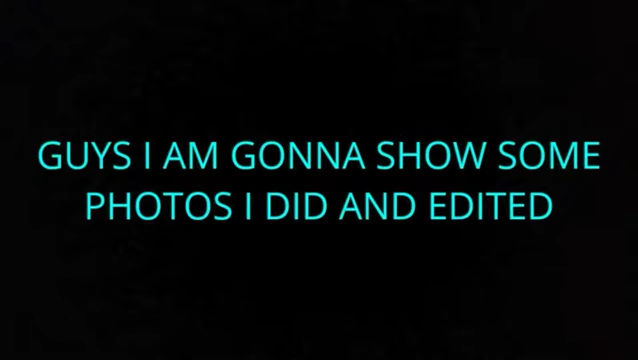 GUYS I AM GONNA SHOW SOME
PHOTOS I DID AND EDITED